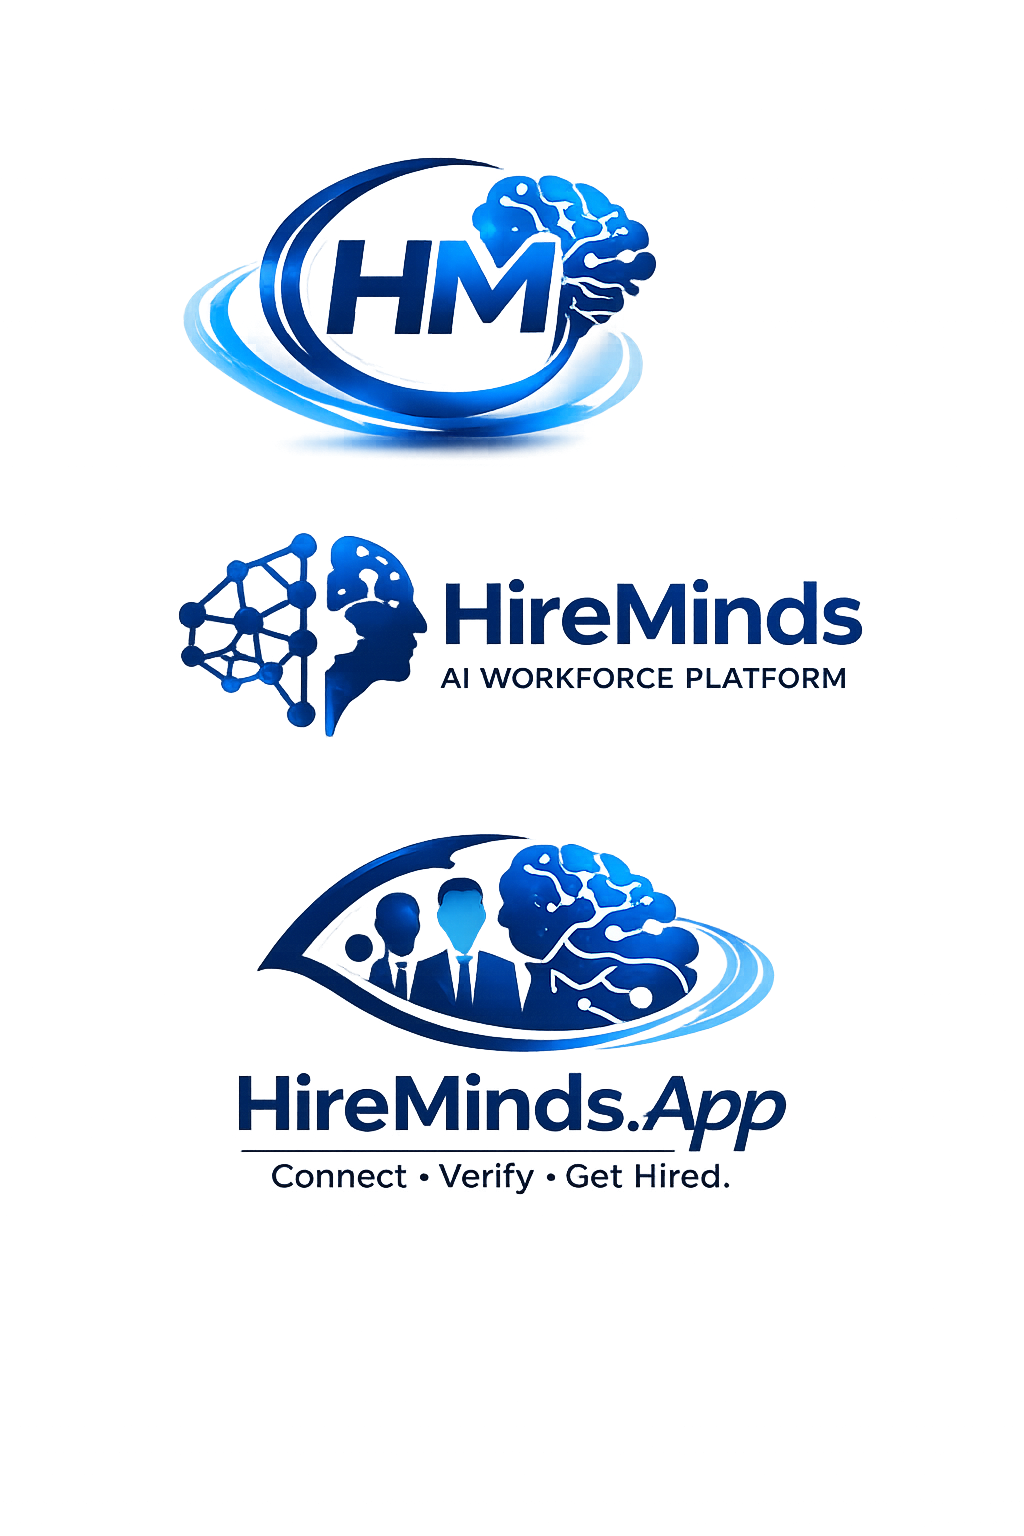 HM
HireMinds
AI WORKFORCE PLATFORM
HireMinds.App
Connect • Verify • Get Hired.